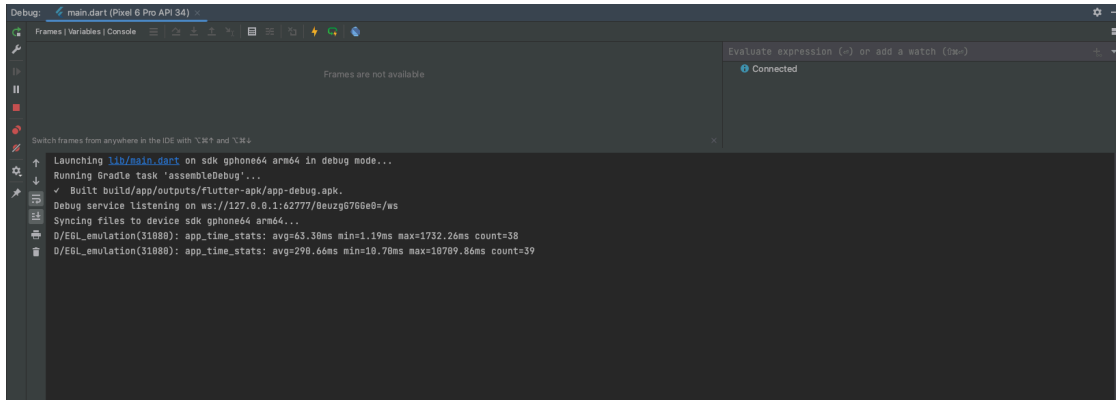 Debug: main.dart (Pixel 6 Pro API 34)
Frames | Variables | Console
Evaluate expression (⏎) or add a watch (⇧⌘⏎)
Frames are not available
Connected
Switch frames from anywhere in the IDE with ⌥⌘↑ and ⌥⌘↓
Launching lib/main.dart on sdk gphone64 arm64 in debug mode...
Running Gradle task 'assembleDebug'...
✓ Built build/app/outputs/flutter-apk/app-debug.apk.
Debug service listening on ws://127.0.0.1:62777/0euzgG7GGe0=/ws
Syncing files to device sdk gphone64 arm64...
D/EGL_emulation(31080): app_time_stats: avg=63.30ms min=1.19ms max=1732.26ms count=38
D/EGL_emulation(31080): app_time_stats: avg=290.66ms min=10.70ms max=10709.86ms count=39